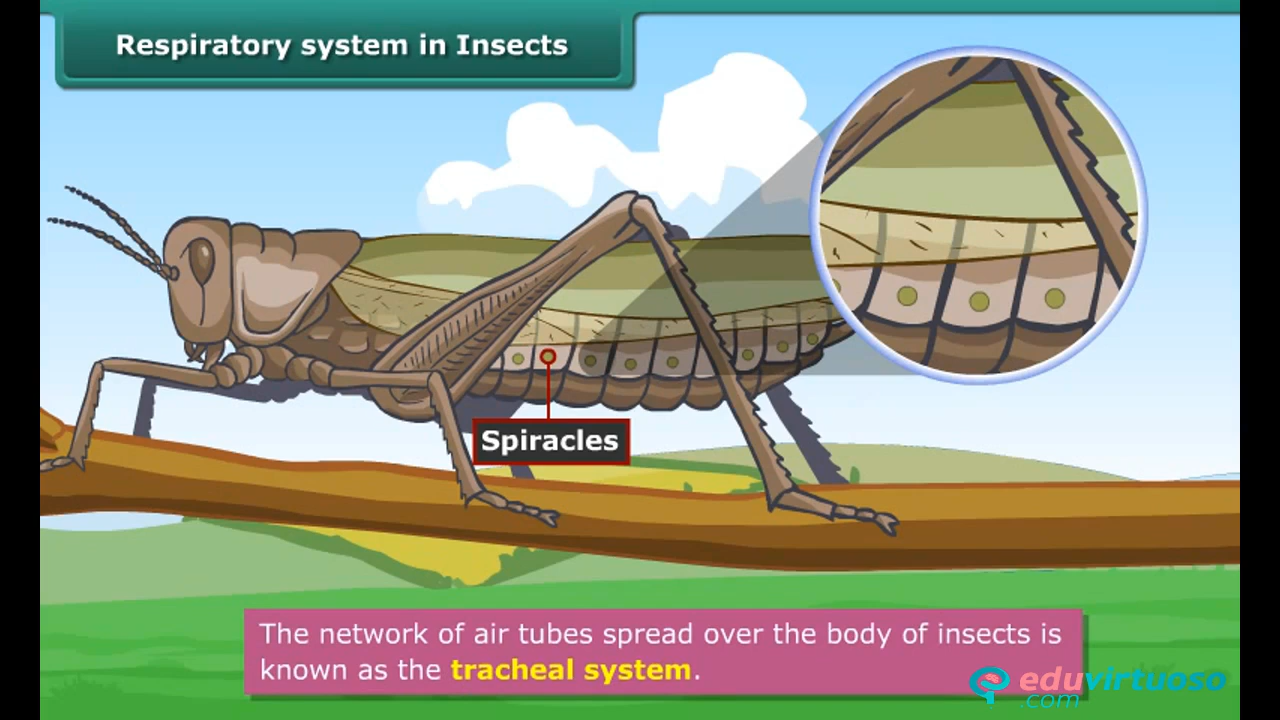 Respiratory system in Insects
Spiracles
The network of air tubes spread over the body of insects is
known as the tracheal system.
eduvirtuoso
.com